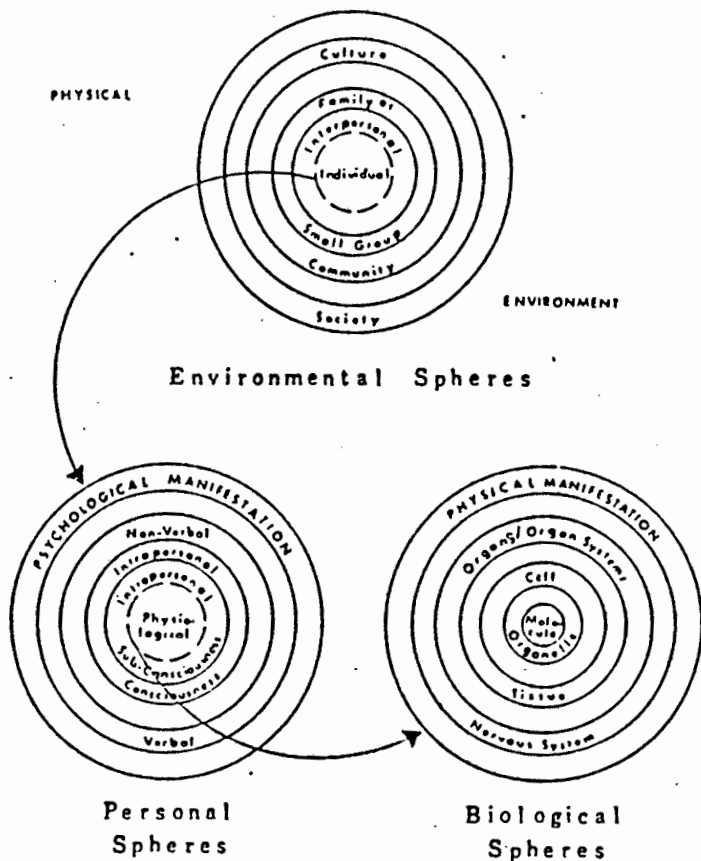 PHYSICAL
Culture
Family or
Interpersonal
Individual
Small Group
Community
Society
ENVIRONMENT
Environmental Spheres
PSYCHOLOGICAL MANIFESTATION
Non-Verbal
Intrapersonal
Intrapersonal
Physio-
logical
Sub-Consciousness
Consciousness
Verbal
Personal
Spheres
PHYSICAL MANIFESTATION
Organs/Organ Systems
Cell
Mole-
cule
Organelle
Tissue
Nervous System
Biological
Spheres